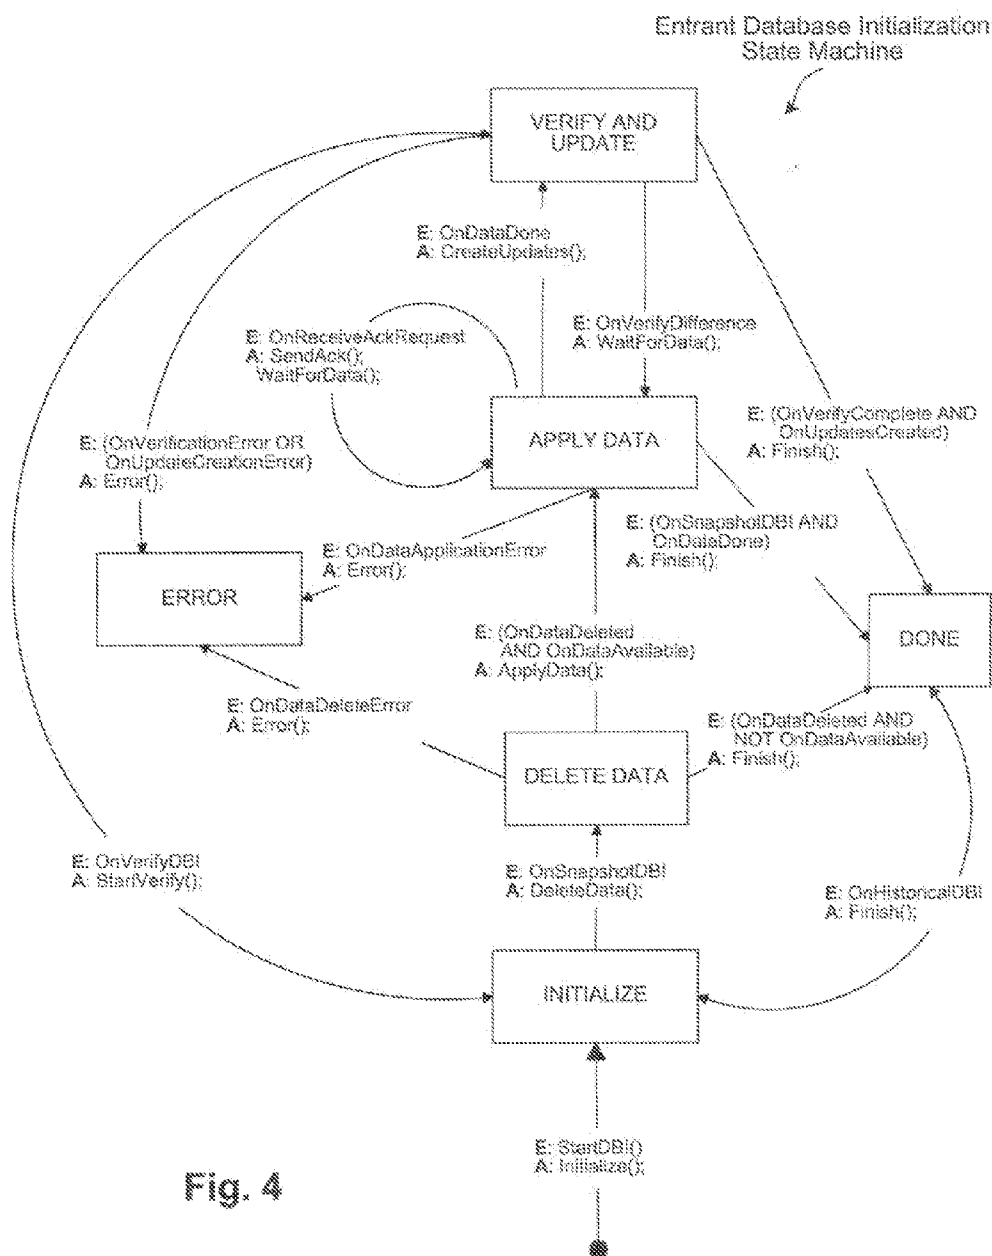 Entrant Database Initialization
State Machine
VERIFY AND
UPDATE
E: OnDataDone
A: CreateUpdates();
E: OnReceiveAckRequest
A: SendAck();
WaitForData();
E: OnVerifyDifference
A: WaitForData();
E: (OnVerificationError OR
OnUpdateCreationError)
A: Error();
APPLY DATA
E: (OnVerifyComplete AND
OnUpdatesCreated)
A: Finish();
E: OnDataApplicationError
A: Error();
E: (OnSnapshotDBI AND
OnDataDone)
A: Finish();
ERROR
DONE
E: (OnDataDeleted
AND OnDataAvailable)
A: ApplyData();
E: OnDataDeleteError
A: Error();
E: (OnDataDeleted AND
NOT OnDataAvailable)
A: Finish();
DELETE DATA
E: OnVerifyDBI
A: StartVerify();
E: OnSnapshotDBI
A: DeleteData();
E: OnHistoricalDBI
A: Finish();
INITIALIZE
E: StartDBI()
A: Initialize();
Fig. 4